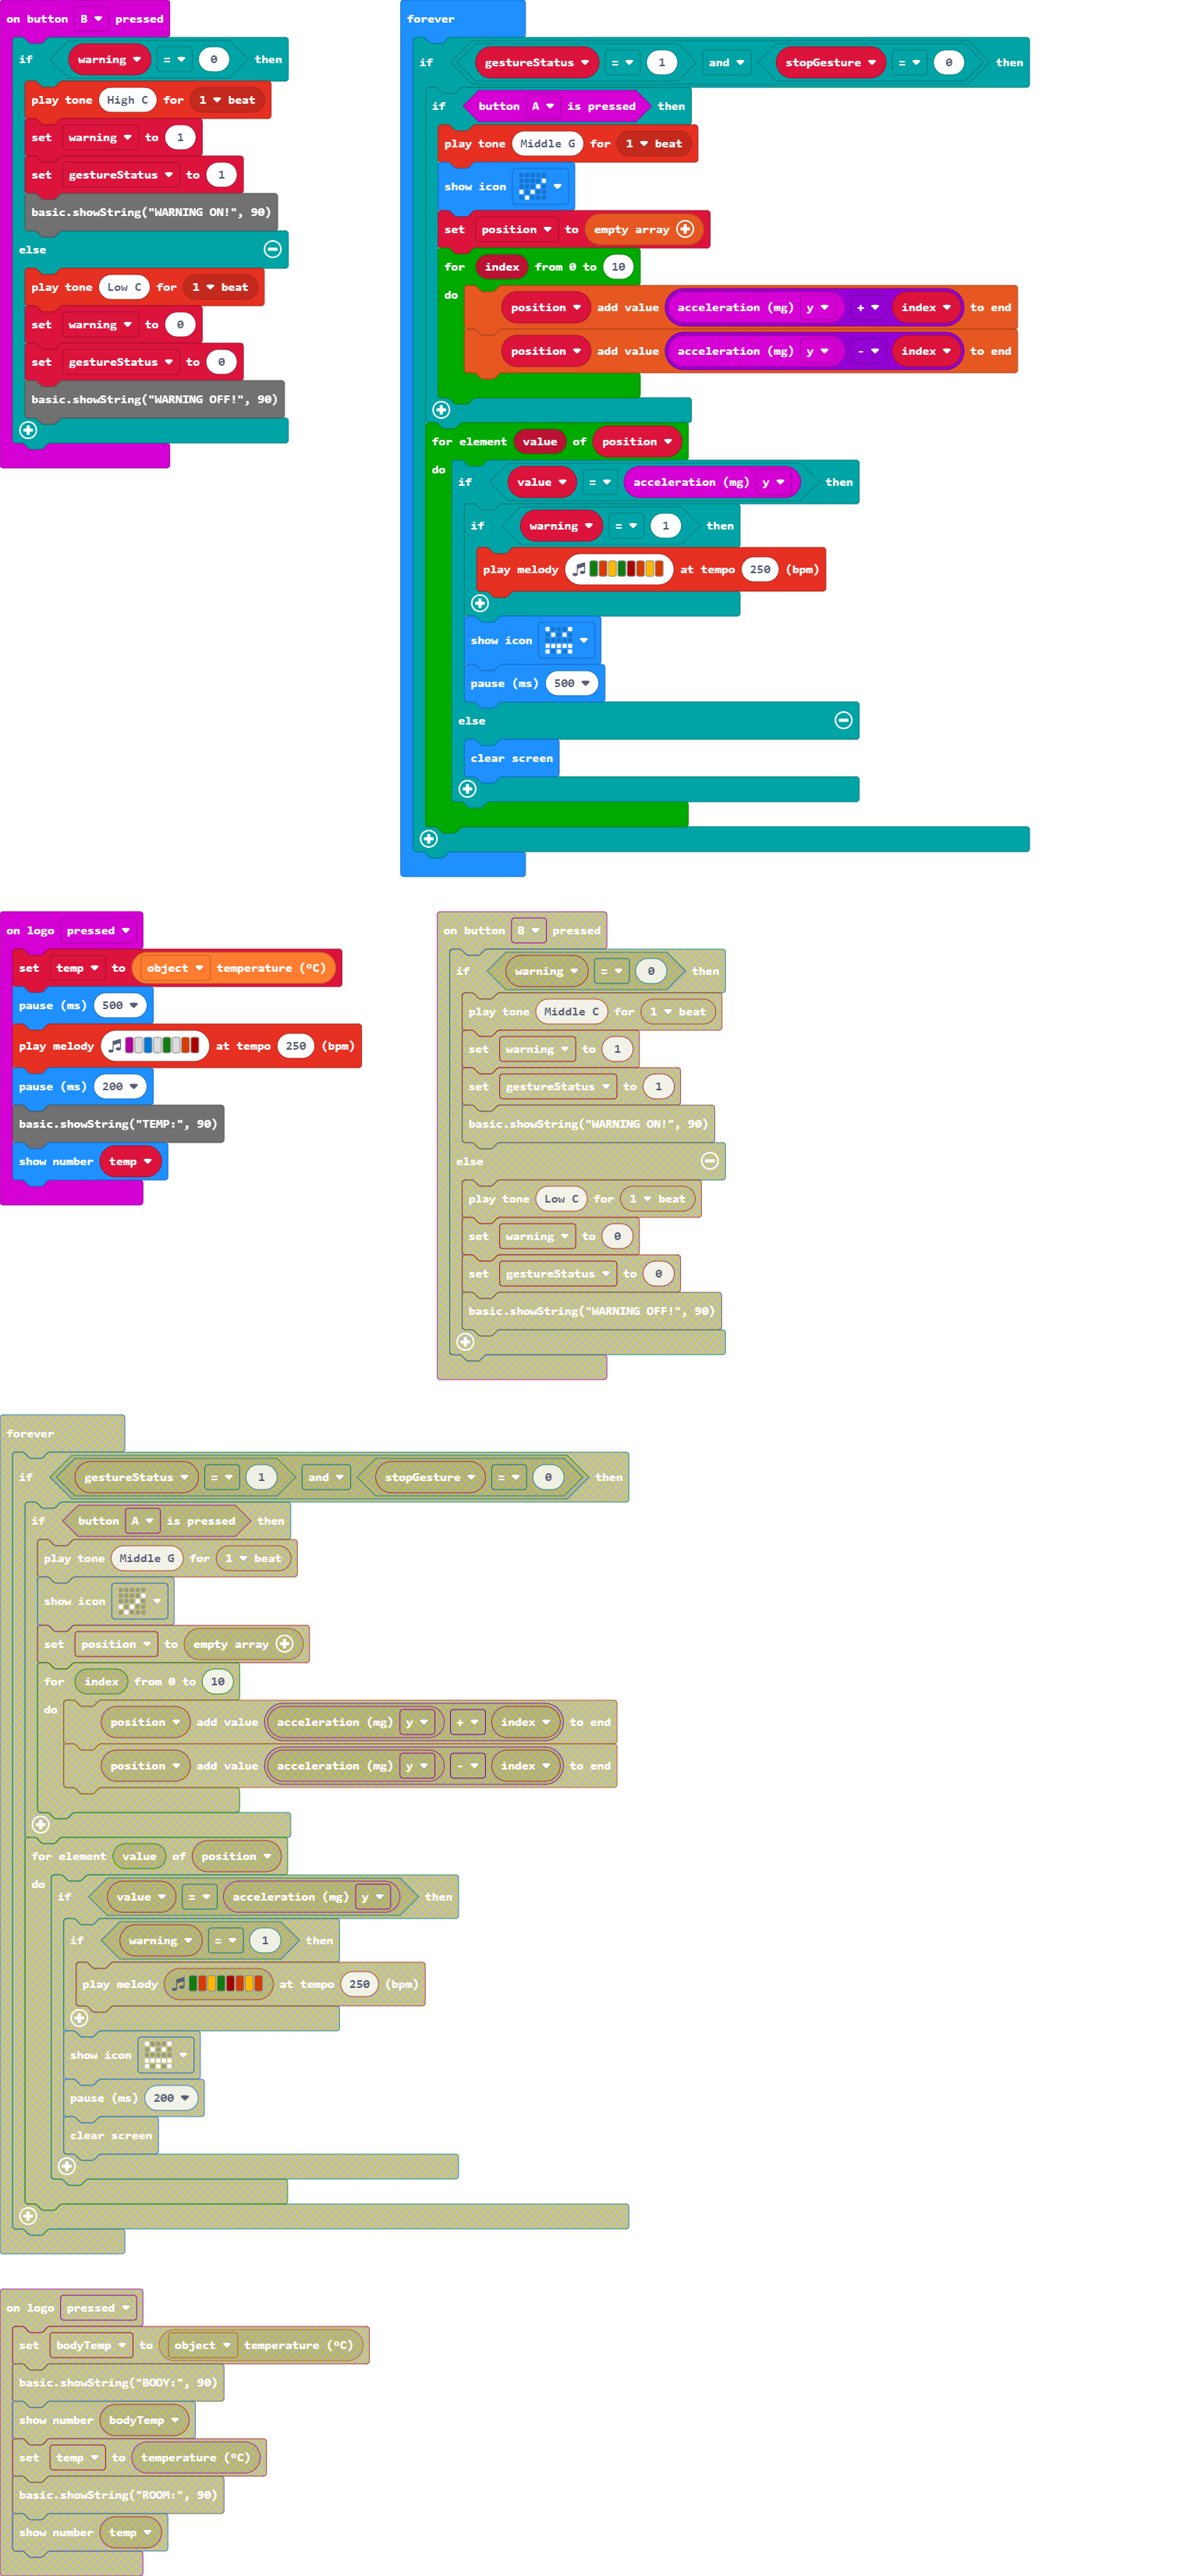 on button B pressed
if warning = 0 then
play tone High C for 1 beat
set warning to 1
set gestureStatus to 1
basic.showString("WARNING ON!", 90)
else
play tone Low C for 1 beat
set warning to 0
set gestureStatus to 0
basic.showString("WARNING OFF!", 90)
forever
if gestureStatus = 1 and stopGesture = 0 then
if button A is pressed then
play tone Middle G for 1 beat
show icon
set position to empty array
for index from 0 to 10
do position add value acceleration (mg) y + index to end
position add value acceleration (mg) y - index to end
for element value of position
do if value = acceleration (mg) y then
if warning = 1 then
play melody at tempo 250 (bpm)
show icon
pause (ms) 500
else
clear screen
on logo pressed
set temp to object temperature (ºC)
pause (ms) 500
play melody at tempo 250 (bpm)
pause (ms) 200
basic.showString("TEMP:", 90)
show number temp
on button B pressed
if warning = 0 then
play tone Middle C for 1 beat
set warning to 1
set gestureStatus to 1
basic.showString("WARNING ON!", 90)
else
play tone Low C for 1 beat
set warning to 0
set gestureStatus to 0
basic.showString("WARNING OFF!", 90)
forever
if gestureStatus = 1 and stopGesture = 0 then
if button A is pressed then
play tone Middle G for 1 beat
show icon
set position to empty array
for index from 0 to 10
do position add value acceleration (mg) y + index to end
position add value acceleration (mg) y - index to end
for element value of position
do if value = acceleration (mg) y then
if warning = 1 then
play melody at tempo 250 (bpm)
show icon
pause (ms) 200
clear screen
on logo pressed
set bodyTemp to object temperature (ºC)
basic.showString("BODY:", 90)
show number bodyTemp
set temp to temperature (ºC)
basic.showString("ROOM:", 90)
show number temp